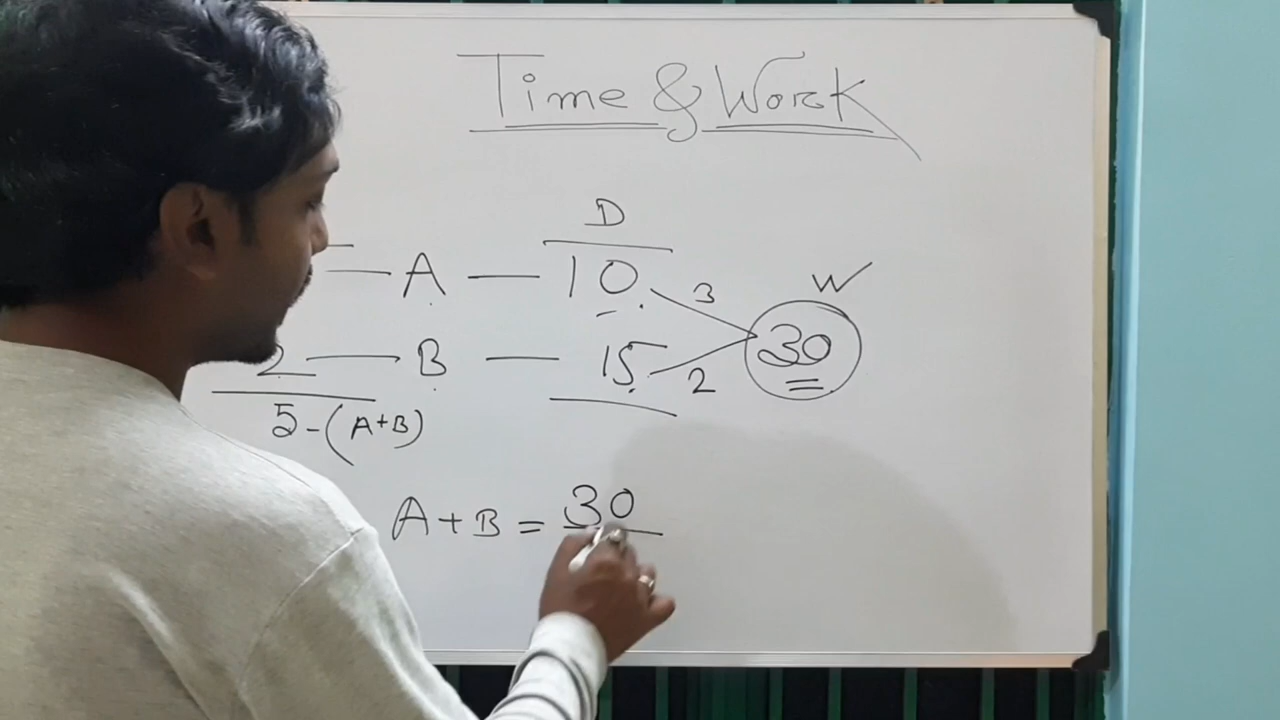 Time & Work
D
A — 10 3 W
30
2 — B — 15 2
5 - (A+B)
A+B = 30